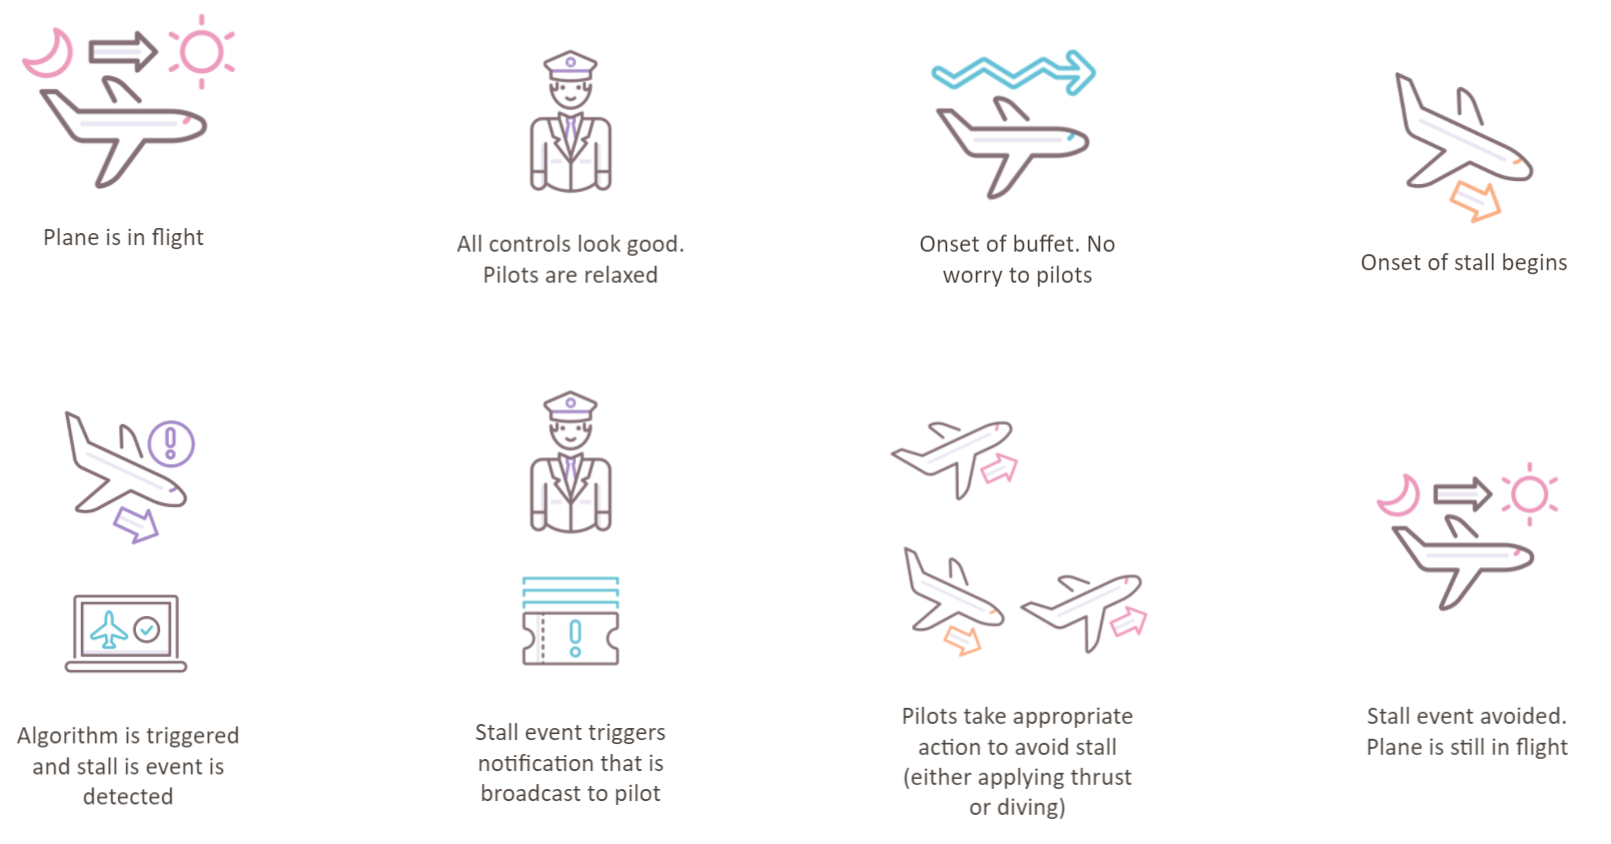 Plane is in flight
All controls look good.
Pilots are relaxed
Onset of buffet. No
worry to pilots
Onset of stall begins
Algorithm is triggered
and stall is event is
detected
Stall event triggers
notification that is
broadcast to pilot
Pilots take appropriate
action to avoid stall
(either applying thrust
or diving)
Stall event avoided.
Plane is still in flight